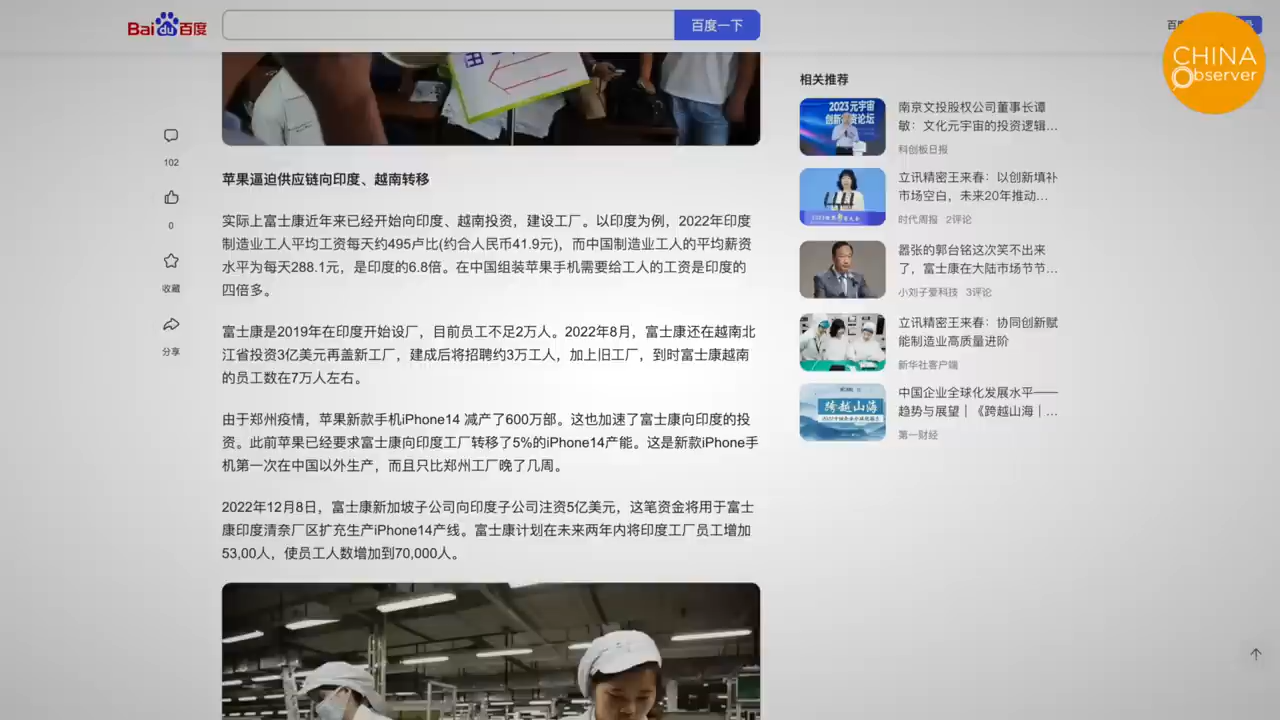 Bai du 百度
百度一下
CHINA
Observer
102
0
收藏
分享
苹果逼迫供应链向印度、越南转移
实际上富士康近年来已经开始向印度、越南投资，建设工厂。以印度为例，2022年印度
制造业工人平均工资每天约495卢比(约合人民币41.9元)，而中国制造业工人的平均薪资
水平为每天288.1元，是印度的6.8倍。在中国组装苹果手机需要给工人的工资是印度的
四倍多。
富士康是2019年在印度开始设厂，目前员工不足2万人。2022年8月，富士康还在越南北
江省投资3亿美元再盖新工厂，建成后将招聘约3万工人，加上旧工厂，到时富士康越南
的员工数在7万人左右。
由于郑州疫情，苹果新款手机iPhone14 减产了600万部。这也加速了富士康向印度的投
资。此前苹果已经要求富士康向印度工厂转移了5%的iPhone14产能。这是新款iPhone手
机第一次在中国以外生产，而且只比郑州工厂晚了几周。
2022年12月8日，富士康新加坡子公司向印度子公司注资5亿美元，这笔资金将用于富士
康印度清奈厂区扩充生产iPhone14产线。富士康计划在未来两年内将印度工厂员工增加
53,00人，使员工人数增加到70,000人。
相关推荐
2023元宇宙
南京文投股权公司董事长谭
敏：文化元宇宙的投资逻辑...
科创板日报
立讯精密王来春：以创新填补
市场空白，未来20年推动...
时代周报 2评论
嚣张的郭台铭这次笑不出来
了，富士康在大陆市场节节...
小刘子爱科技 3评论
立讯精密王来春：协同创新赋
能制造业高质量进阶
新华社客户端
跨越山海
中国企业全球化发展水平——
趋势与展望｜《跨越山海｜...
第一财经